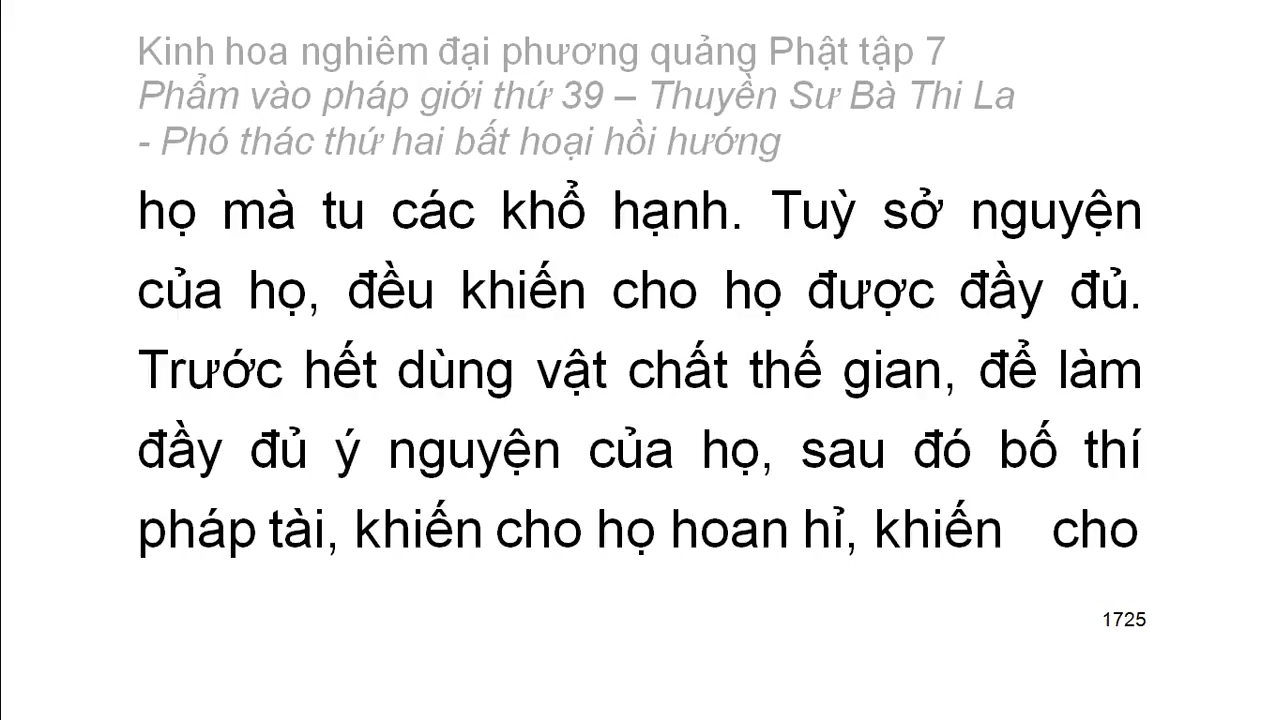 Kinh hoa nghiêm đại phương quảng Phật tập 7
Phẩm vào pháp giới thứ 39 – Thuyền Sư Bà Thi La
- Phó thác thứ hai bất hoại hồi hướng
họ mà tu các khổ hạnh. Tuỳ sở nguyện
của họ, đều khiến cho họ được đầy đủ.
Trước hết dùng vật chất thế gian, để làm
đầy đủ ý nguyện của họ, sau đó bố thí
pháp tài, khiến cho họ hoan hỉ, khiến cho
1725